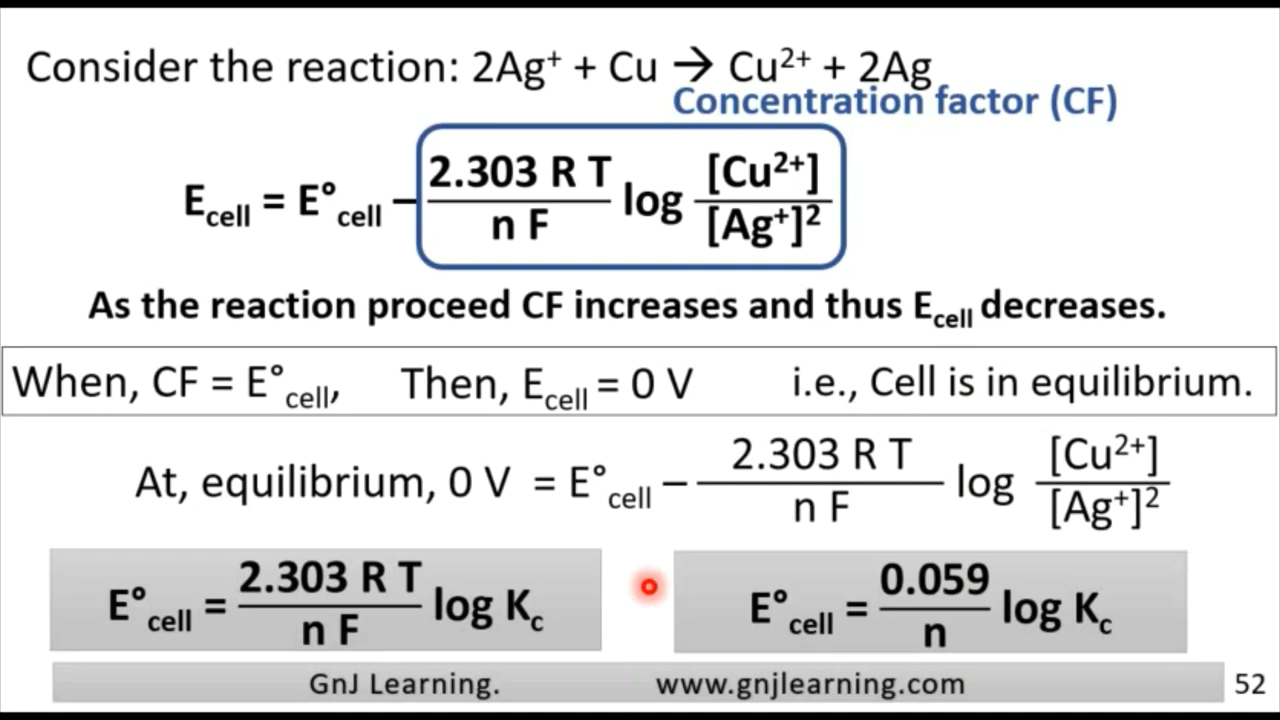 Consider the reaction: 2Ag⁺ + Cu → Cu²⁺ + 2Ag
Concentration factor (CF)
E_cell = E°_cell − (2.303 R T / n F) log ([Cu²⁺] / [Ag⁺]²)
As the reaction proceed CF increases and thus E_cell decreases.
When, CF = E°_cell, Then, E_cell = 0 V i.e., Cell is in equilibrium.
At, equilibrium, 0 V = E°_cell − (2.303 R T / n F) log ([Cu²⁺] / [Ag⁺]²)
E°_cell = (2.303 R T / n F) log K_c
E°_cell = (0.059 / n) log K_c
GnJ Learning. www.gnjlearning.com 52